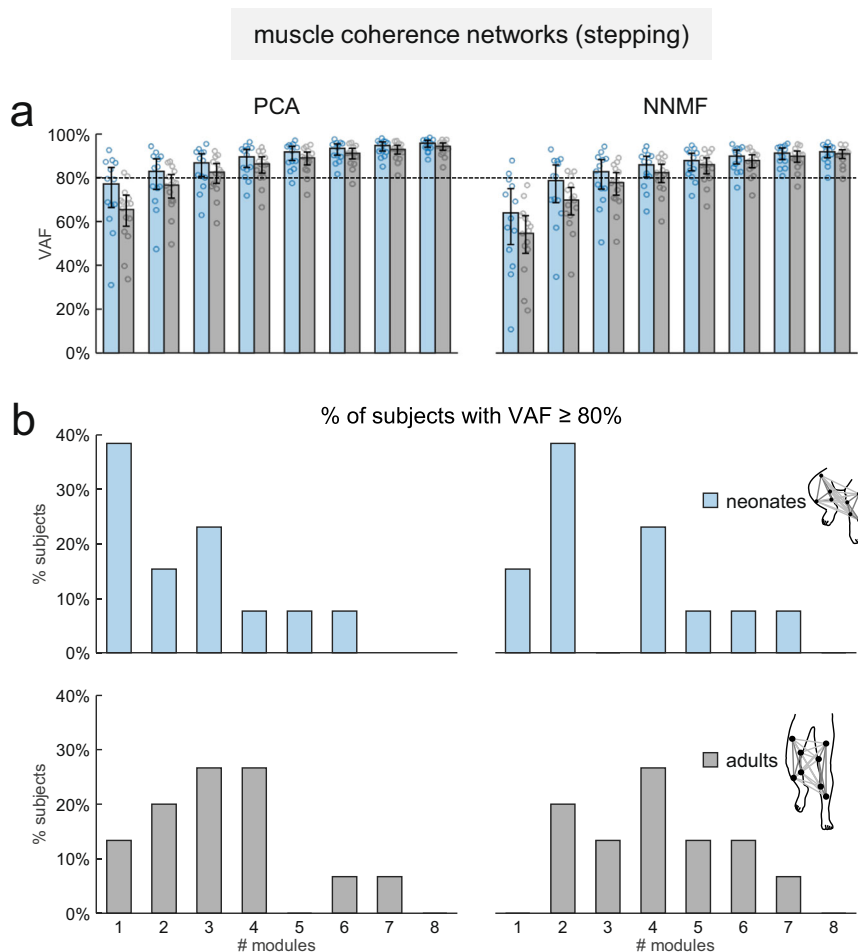 muscle coherence networks (stepping)
a
PCA
NNMF
100%
80%
60%
40%
20%
0%
VAF
b
% of subjects with VAF ≥ 80%
40%
30%
20%
10%
0%
% subjects
neonates
40%
30%
20%
10%
0%
% subjects
adults
1 2 3 4 5 6 7 8
# modules
1 2 3 4 5 6 7 8
# modules